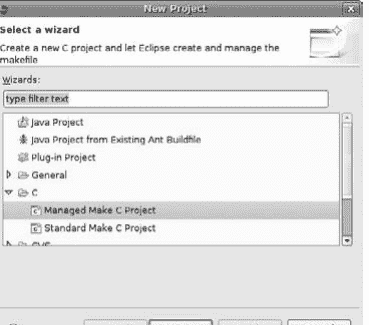 New Project
Select a wizard
Create a new C project and let Eclipse create and manage the
makefile
Wizards:
type filter text
Java Project
Java Project from Existing Ant Buildfile
Plug-in Project
General
C
Managed Make C Project
Standard Make C Project